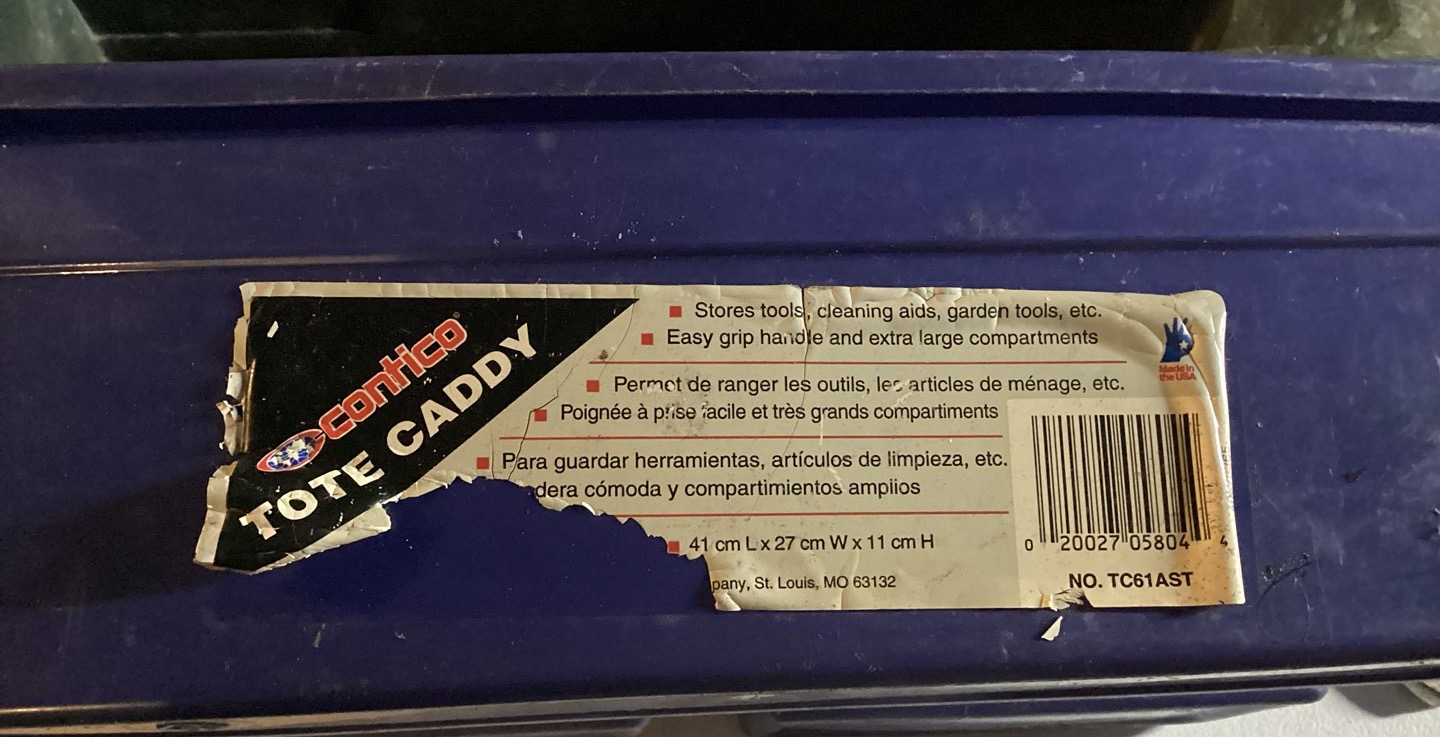 contico
TOTE CADDY
Stores tools, cleaning aids, garden tools, etc.
Easy grip handle and extra large compartments
Permet de ranger les outils, les articles de ménage, etc.
Poignée à prise facile et très grands compartiments
Para guardar herramientas, artículos de limpieza, etc.
dera cómoda y compartimientos amplios
41 cm L x 27 cm W x 11 cm H
pany, St. Louis, MO 63132
Made in
the USA
0 20027 05804 4
NO. TC61AST